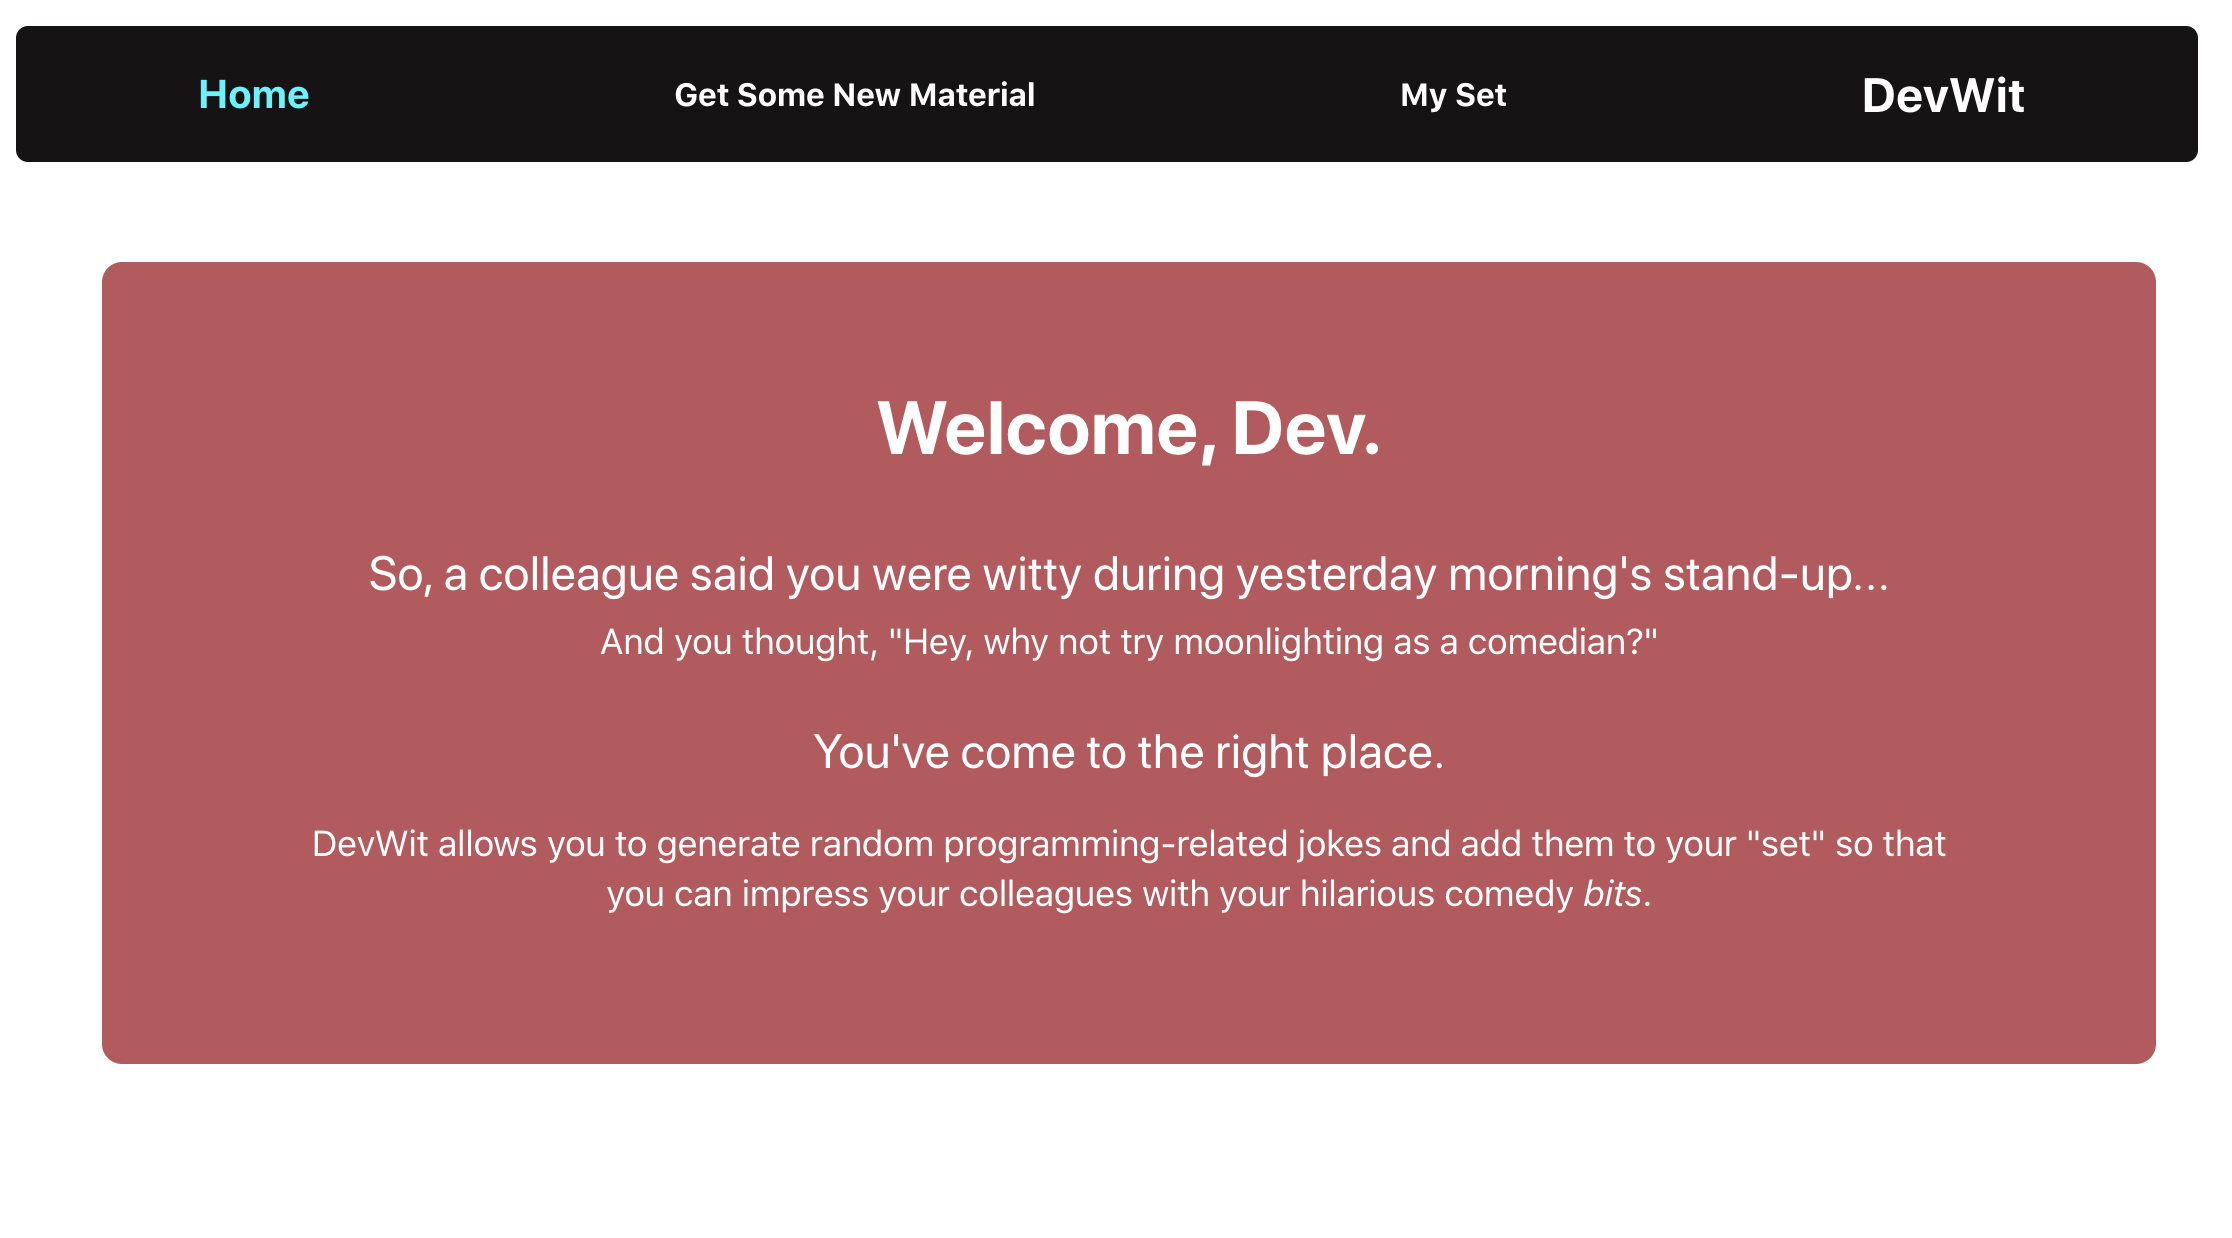 Home
Get Some New Material
My Set
DevWit
Welcome, Dev.
So, a colleague said you were witty during yesterday morning's stand-up...
And you thought, "Hey, why not try moonlighting as a comedian?"
You've come to the right place.
DevWit allows you to generate random programming-related jokes and add them to your "set" so that
you can impress your colleagues with your hilarious comedy bits.